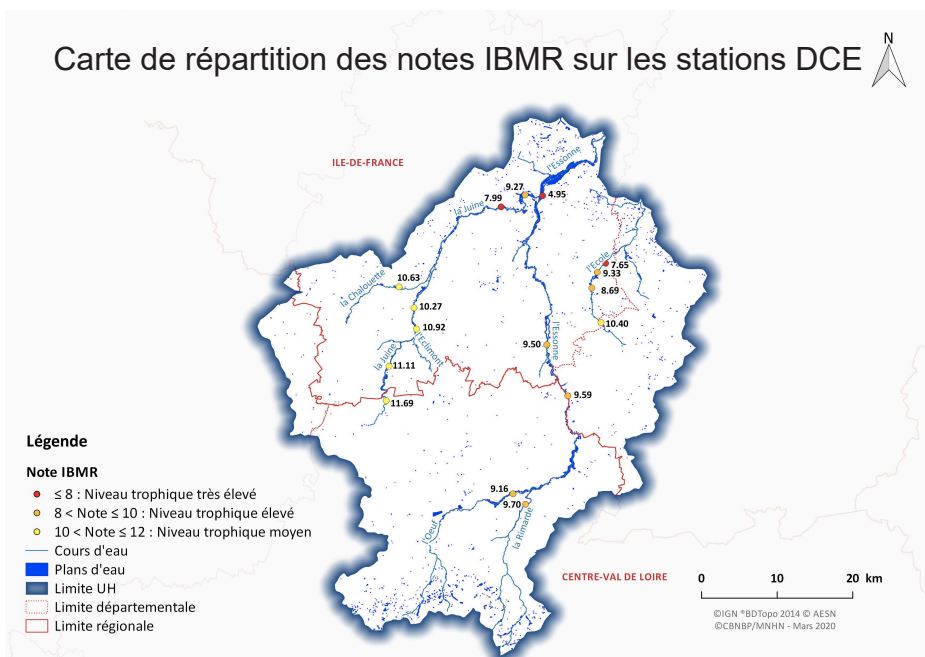 Carte de répartition des notes IBMR sur les stations DCE
N
ILE-DE-FRANCE
l'Essonne
9.27
4.95
7.99
la Juine
7.65
l'Ecole
9.33
8.69
10.63
la Chalouette
10.27
10.40
10.92
l'Eclimont
l'Essonne
9.50
la Juine
11.11
9.59
11.69
Légende
Note IBMR
≤ 8 : Niveau trophique très élevé
8 < Note ≤ 10 : Niveau trophique élevé
10 < Note ≤ 12 : Niveau trophique moyen
Cours d'eau
Plans d'eau
Limite UH
Limite départementale
Limite régionale
9.16
9.70
l'Oeuf
la Rimarde
CENTRE-VAL DE LOIRE
0 10 20 km
©IGN ®BDTopo 2014 © AESN
©CBNBP/MNHN - Mars 2020